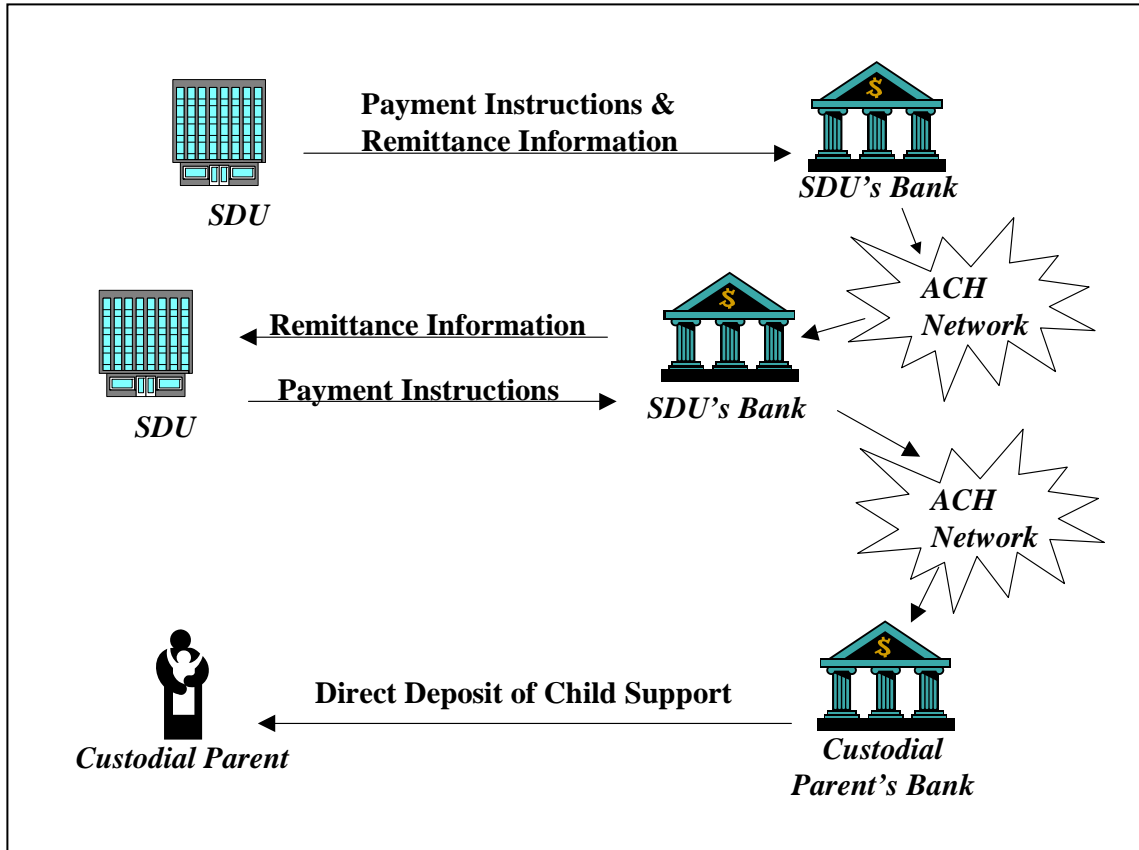 Payment Instructions &
Remittance Information
$
SDU
SDU's Bank
ACH
Network
$
Remittance Information
Payment Instructions
SDU
SDU's Bank
ACH
Network
$
Direct Deposit of Child Support
Custodial Parent
Custodial
Parent's Bank